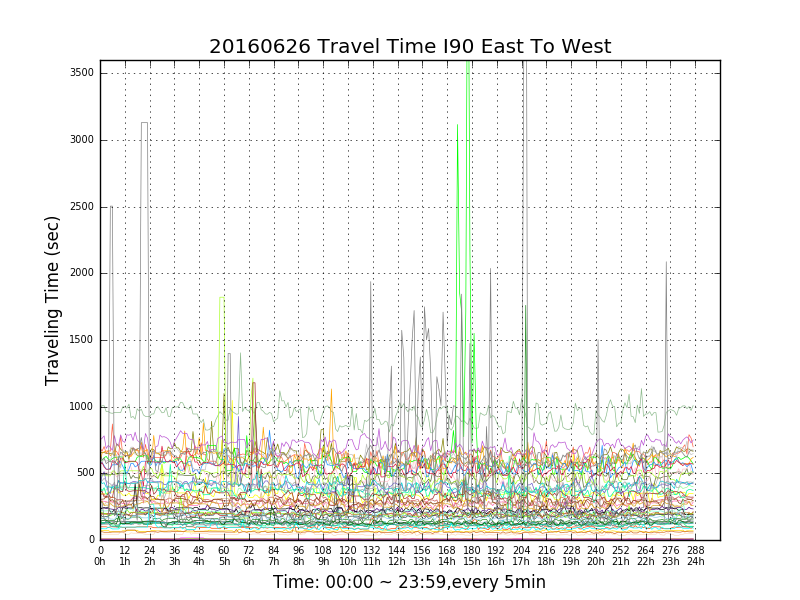 20160626 Travel Time I90 East To West
3500
3000
2500
2000
1500
1000
500
0
Traveling Time (sec)
0 12 24 36 48 60 72 84 96 108 120 132 144 156 168 180 192 204 216 228 240 252 264 276 288
0h 1h 2h 3h 4h 5h 6h 7h 8h 9h 10h 11h 12h 13h 14h 15h 16h 17h 18h 19h 20h 21h 22h 23h 24h
Time: 00:00 ~ 23:59,every 5min